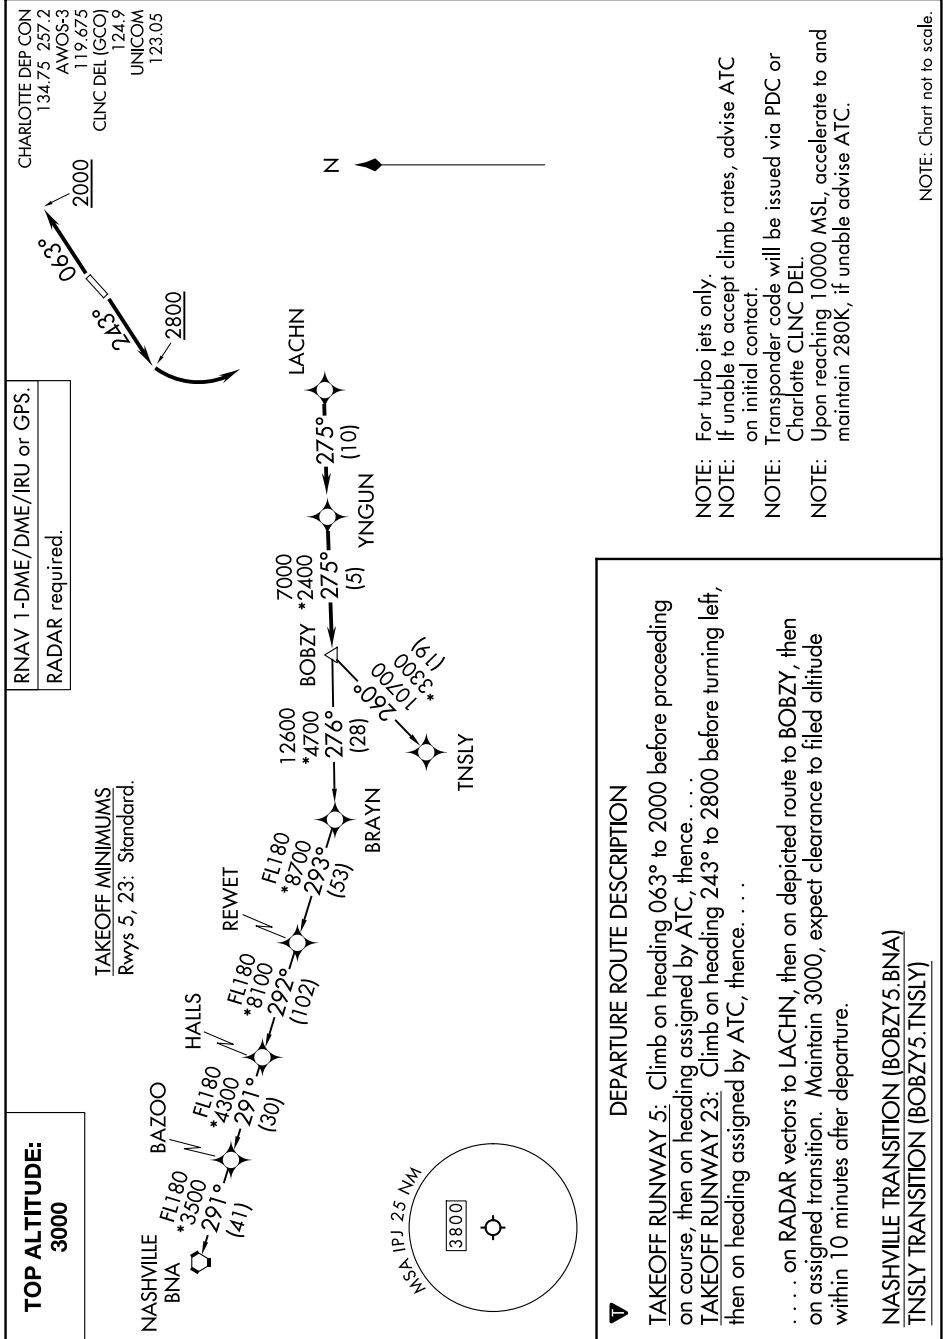 TOP ALTITUDE:
3000
RNAV 1-DME/DME/IRU or GPS.
RADAR required.
CHARLOTTE DEP CON
134.75 257.2
AWOS-3
119.675
CLNC DEL (GCO)
124.9
UNICOM
123.05
TAKEOFF MINIMUMS
Rwys 5, 23: Standard.
063°
2000
243°
2800
N
NASHVILLE
BNA
FL180
*3500
291°
(41)
BAZOO
FL180
*4300
291°
(30)
HALLS
FL180
*8100
292°
(102)
REWET
FL180
*8700
293°
(53)
BRAYN
12600
*4700
276°
(28)
BOBZY
7000
*2400
275°
(5)
YNGUN
275°
(10)
LACHN
260°
10700
*3300
(19)
TNSLY
MSA IPJ 25 NM
3800
NOTE: For turbo jets only.
NOTE: If unable to accept climb rates, advise ATC
on initial contact.
NOTE: Transponder code will be issued via PDC or
Charlotte CLNC DEL.
NOTE: Upon reaching 10000 MSL, accelerate to and
maintain 280K, if unable advise ATC.
NOTE: Chart not to scale.
T
DEPARTURE ROUTE DESCRIPTION
TAKEOFF RUNWAY 5: Climb on heading 063° to 2000 before proceeding
on course, then on heading assigned by ATC, thence. . . .
TAKEOFF RUNWAY 23: Climb on heading 243° to 2800 before turning left,
then on heading assigned by ATC, thence. . . .
. . . . on RADAR vectors to LACHN, then on depicted route to BOBZY, then
on assigned transition. Maintain 3000, expect clearance to filed altitude
within 10 minutes after departure.
NASHVILLE TRANSITION (BOBZY5.BNA)
TNSLY TRANSITION (BOBZY5.TNSLY)